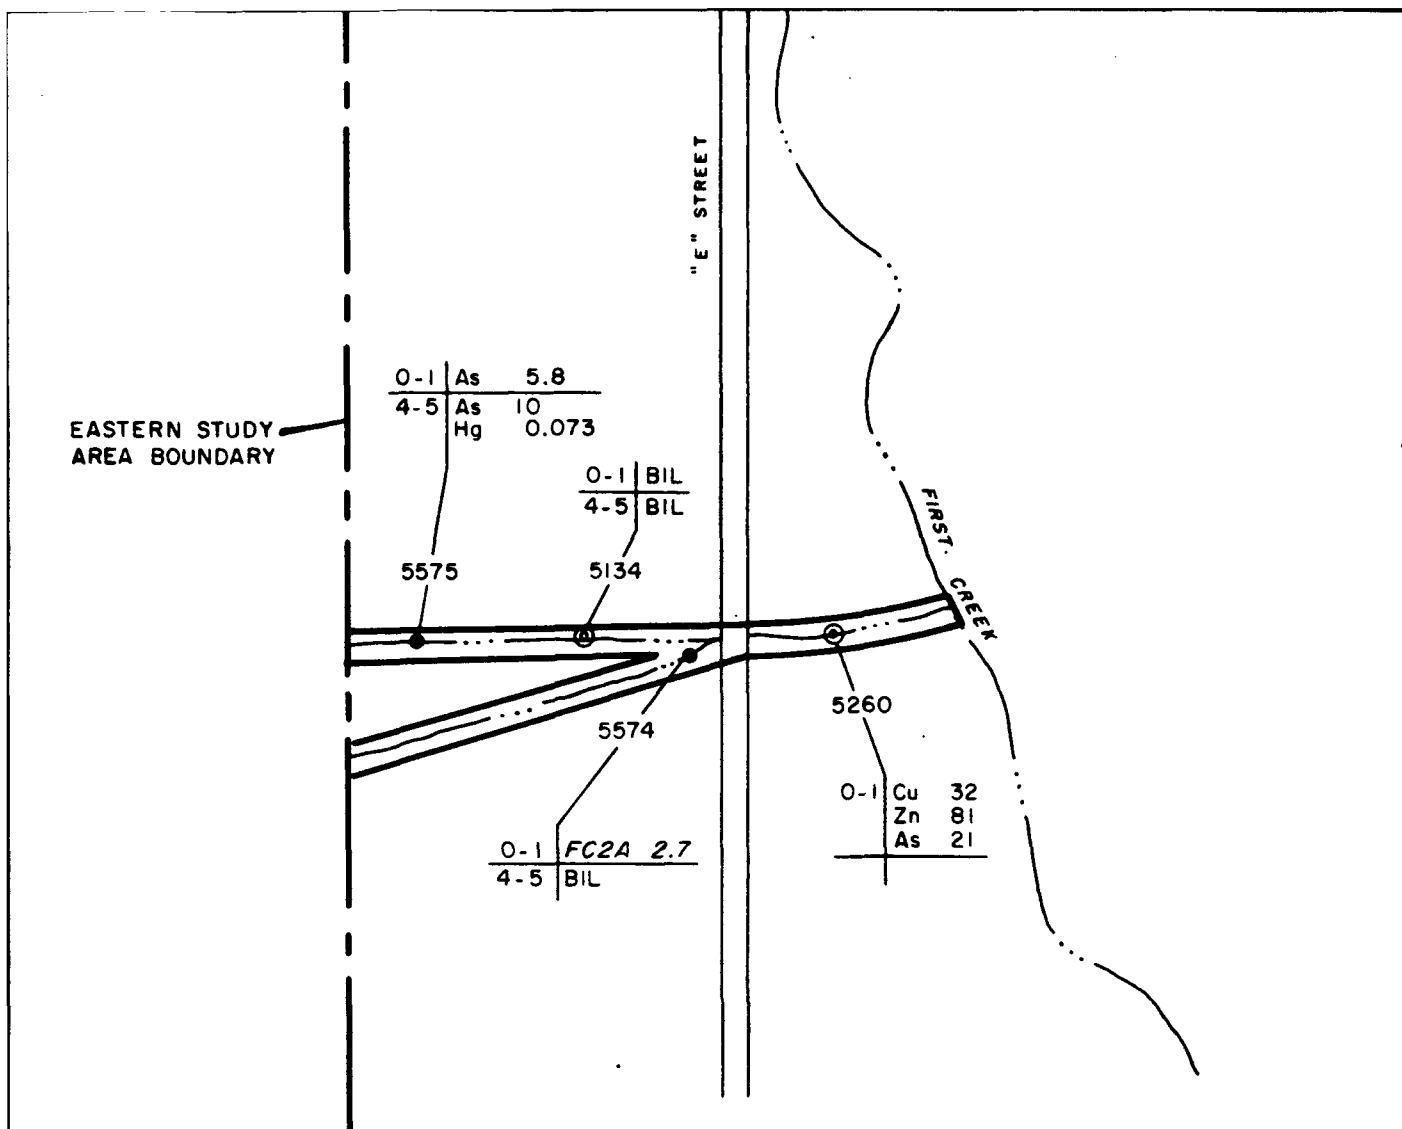 "E" STREET
0-1 As 5.8
4-5 As 10
Hg 0.073
EASTERN STUDY
AREA BOUNDARY
0-1 BIL
4-5 BIL
FIRST CREEK
5575
5134
5260
5574
0-1 Cu 32
Zn 81
As 21
0-1 FC2A 2.7
4-5 BIL